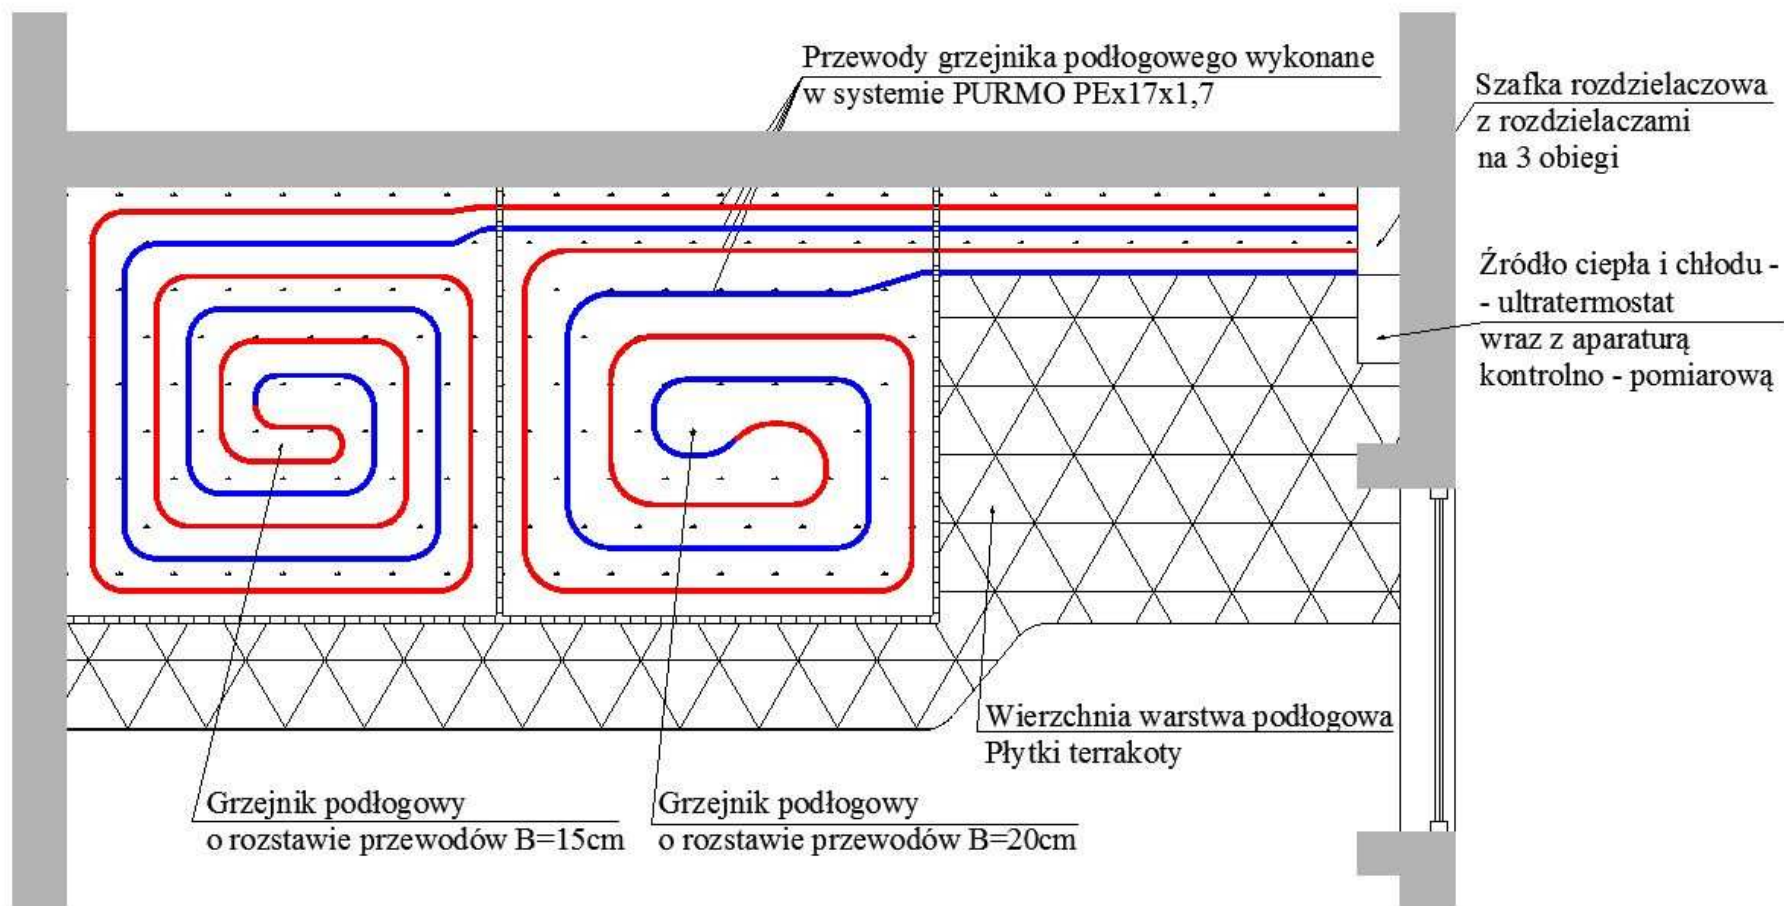 Przewody grzejnika podłogowego wykonane
w systemie PURMO PEx17x1,7
Szafka rozdzielaczowa
z rozdzielaczami
na 3 obiegi
Źródło ciepła i chłodu -
- ultratermostat
wraz z aparaturą
kontrolno - pomiarową
Wierzchnia warstwa podłogowa
Płytki terrakoty
Grzejnik podłogowy
o rozstawie przewodów B=15cm
Grzejnik podłogowy
o rozstawie przewodów B=20cm